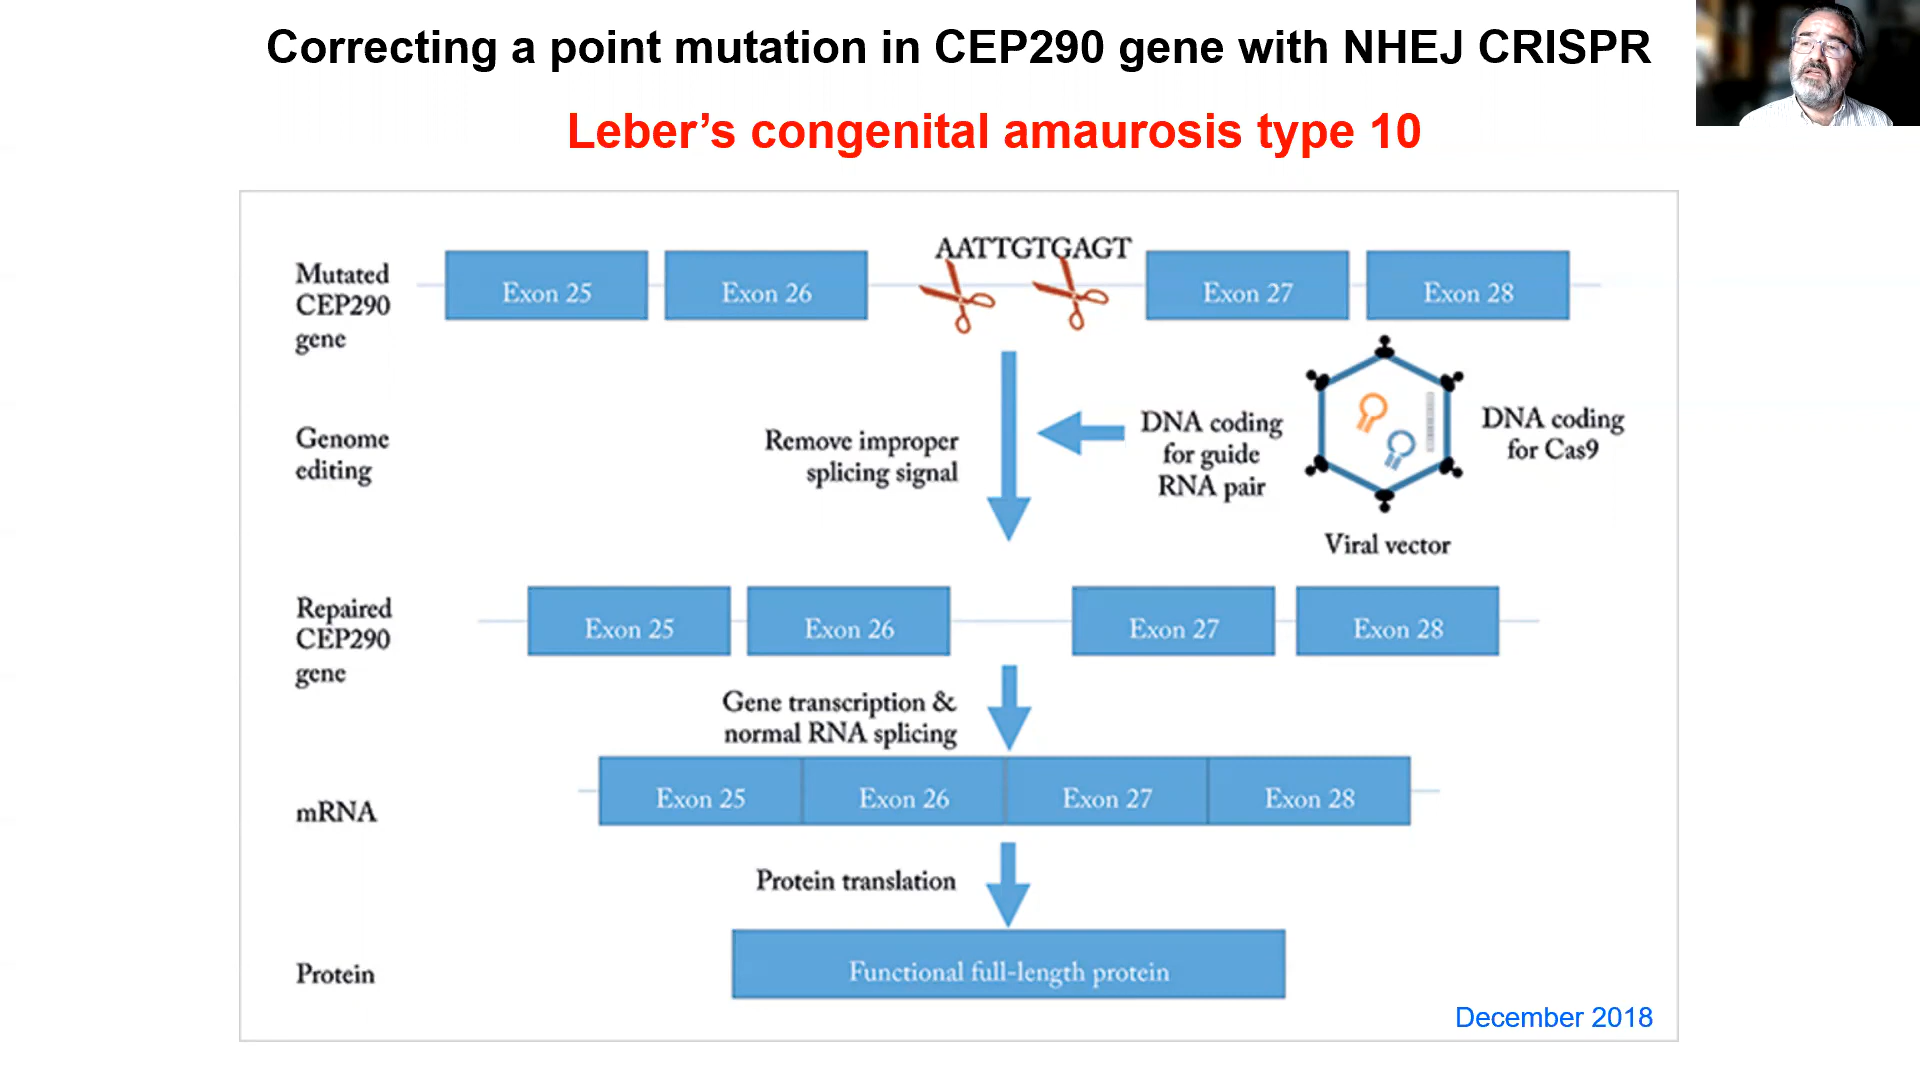 Correcting a point mutation in CEP290 gene with NHEJ CRISPR
Leber’s congenital amaurosis type 10
Mutated
CEP290
gene
Exon 25
Exon 26
AATTGTGAGT
Exon 27
Exon 28
Genome
editing
Remove improper
splicing signal
DNA coding
for guide
RNA pair
DNA coding
for Cas9
Viral vector
Repaired
CEP290
gene
Exon 25
Exon 26
Exon 27
Exon 28
Gene transcription &
normal RNA splicing
mRNA
Exon 25
Exon 26
Exon 27
Exon 28
Protein translation
Protein
Functional full-length protein
December 2018